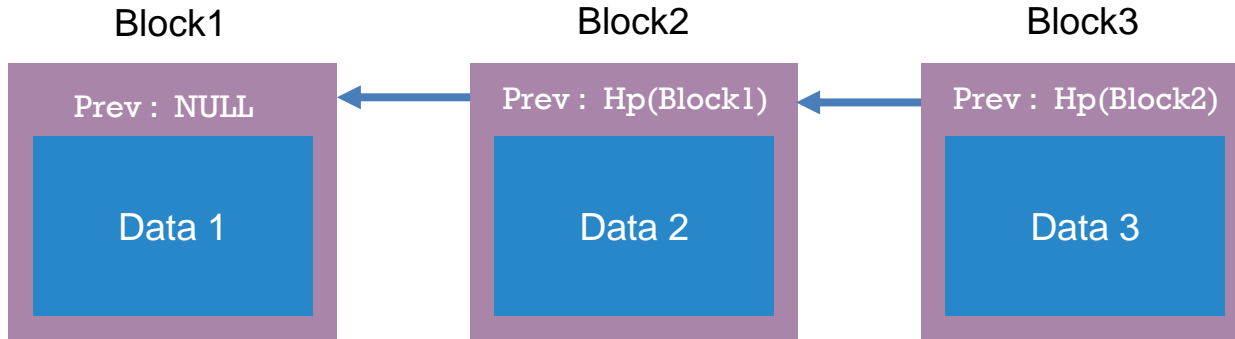 Block1
Block2
Block3
Prev : NULL
Prev : Hp(Block1)
Prev : Hp(Block2)
Data 1
Data 2
Data 3